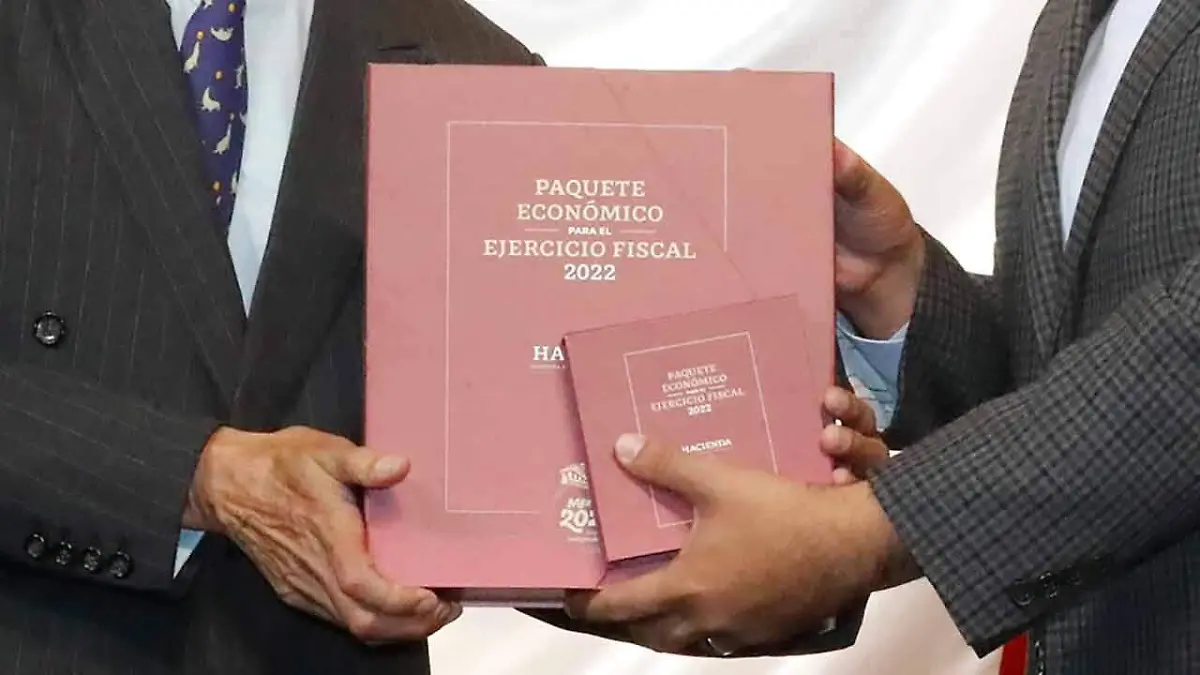 PAQUETE
ECONÓMICO
PARA EL
EJERCICIO FISCAL
2022
PAQUETE
ECONÓMICO
PARA EL
EJERCICIO FISCAL
2022
HACIENDA